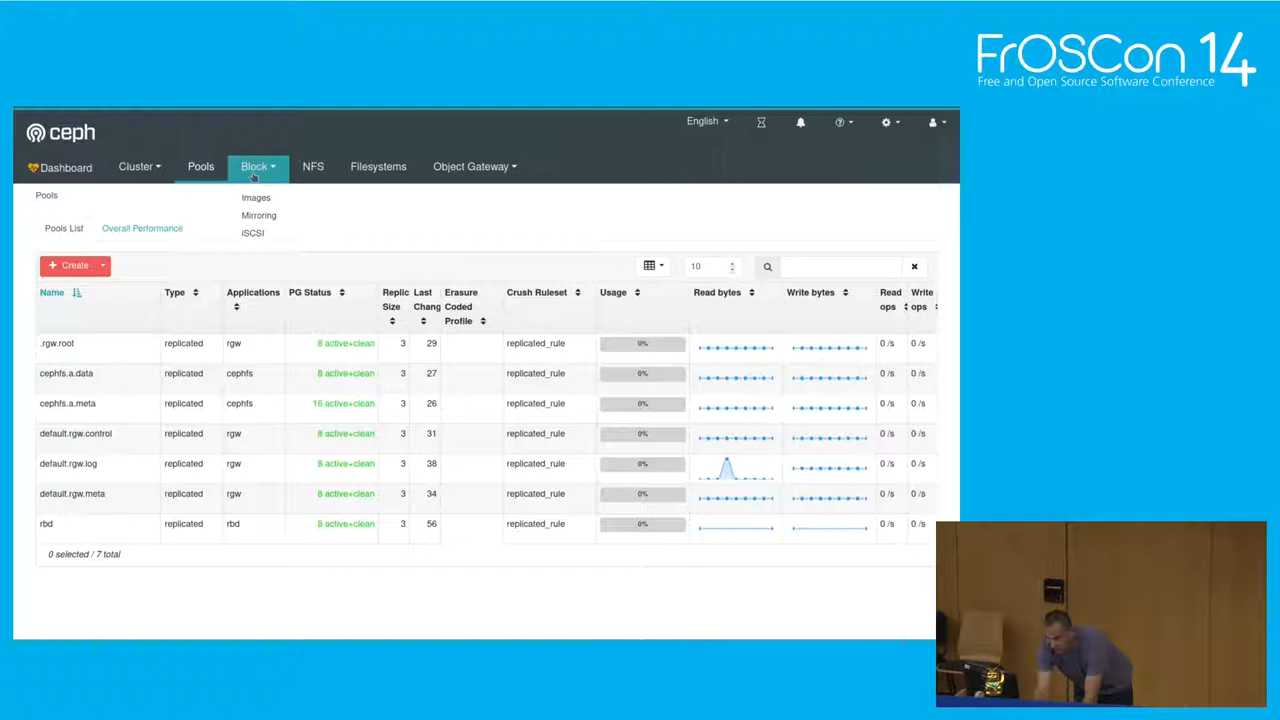 FrOSCon 14
Free and Open Source Software Conference
ceph
English
Dashboard Cluster Pools Block NFS Filesystems Object Gateway
Pools
Images
Mirroring
iSCSI
Pools List Overall Performance
+ Create 10
Name Type Applications PG Status Replic Size Last Chang Erasure Coded Profile Crush Ruleset Usage Read bytes Write bytes Read ops Write ops
.rgw.root replicated rgw 8 active+clean 3 29 replicated_rule 0% 0 /s 0 /s
cephfs.a.data replicated cephfs 8 active+clean 3 27 replicated_rule 0% 0 /s 0 /s
cephfs.a.meta replicated cephfs 16 active+clean 3 26 replicated_rule 0% 0 /s 0 /s
default.rgw.control replicated rgw 8 active+clean 3 31 replicated_rule 0% 0 /s 0 /s
default.rgw.log replicated rgw 8 active+clean 3 38 replicated_rule 0% 0 /s 0 /s
default.rgw.meta replicated rgw 8 active+clean 3 34 replicated_rule 0% 0 /s 0 /s
rbd replicated rbd 8 active+clean 3 56 replicated_rule 0% 0 /s 0 /s
0 selected / 7 total